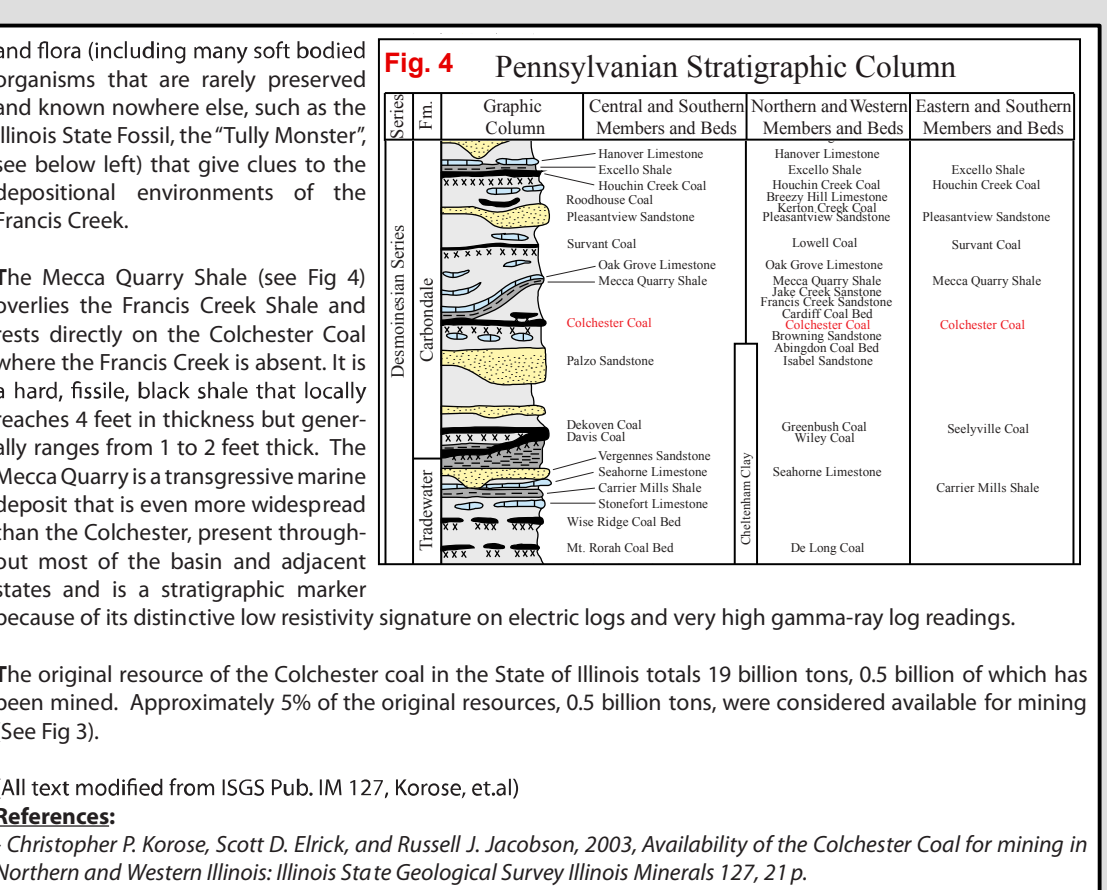 and flora (including many soft bodied
organisms that are rarely preserved
and known nowhere else, such as the
Illinois State Fossil, the “Tully Monster”,
see below left) that give clues to the
depositional environments of the
Francis Creek.
The Mecca Quarry Shale (see Fig 4)
overlies the Francis Creek Shale and
rests directly on the Colchester Coal
where the Francis Creek is absent. It is
a hard, fissile, black shale that locally
reaches 4 feet in thickness but gener-
ally ranges from 1 to 2 feet thick. The
Mecca Quarry is a transgressive marine
deposit that is even more widespread
than the Colchester, present through-
out most of the basin and adjacent
states and is a stratigraphic marker
because of its distinctive low resistivity signature on electric logs and very high gamma-ray log readings.
Fig. 4
Pennsylvanian Stratigraphic Column
Series
Fm.
Graphic
Column
Central and Southern
Members and Beds
Northern and Western
Members and Beds
Eastern and Southern
Members and Beds
Desmoinesian Series
Carbondale
Tradewater
Hanover Limestone
Excello Shale
Houchin Creek Coal
Roodhouse Coal
Pleasantview Sandstone
Survant Coal
Oak Grove Limestone
Mecca Quarry Shale
Colchester Coal
Palzo Sandstone
Dekoven Coal
Davis Coal
Vergennes Sandstone
Seahorne Limestone
Carrier Mills Shale
Stonefort Limestone
Wise Ridge Coal Bed
Mt. Rorah Coal Bed
Cheltenham Clay
Hanover Limestone
Excello Shale
Houchin Creek Coal
Breezy Hill Limestone
Kerton Creek Coal
Pleasantview Sandstone
Lowell Coal
Oak Grove Limestone
Mecca Quarry Shale
Jake Creek Sanstone
Francis Creek Sandstone
Cardiff Coal Bed
Colchester Coal
Browning Sandstone
Abingdon Coal Bed
Isabel Sandstone
Greenbush Coal
Wiley Coal
Seahorne Limestone
De Long Coal
Excello Shale
Houchin Creek Coal
Pleasantview Sandstone
Survant Coal
Mecca Quarry Shale
Colchester Coal
Seelyville Coal
Carrier Mills Shale
The original resource of the Colchester coal in the State of Illinois totals 19 billion tons, 0.5 billion of which has
been mined. Approximately 5% of the original resources, 0.5 billion tons, were considered available for mining
(See Fig 3).
(All text modified from ISGS Pub. IM 127, Korose, et.al)
References:
- Christopher P. Korose, Scott D. Elrick, and Russell J. Jacobson, 2003, Availability of the Colchester Coal for mining in
Northern and Western Illinois: Illinois State Geological Survey Illinois Minerals 127, 21 p.